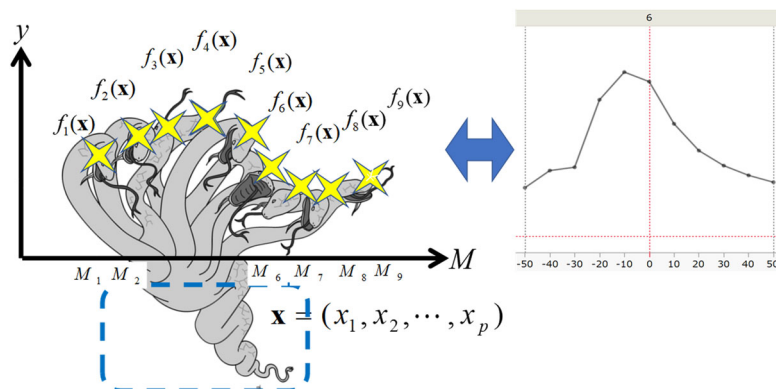 y
f₁(x)
f₂(x)
f₃(x)
f₄(x)
f₅(x)
f₆(x)
f₇(x)
f₈(x)
f₉(x)
M
M₁ M₂ M₆ M₇ M₈ M₉
x = (x₁, x₂, ⋯, xₚ)
6
-50 -40 -30 -20 -10 0 10 20 30 40 50